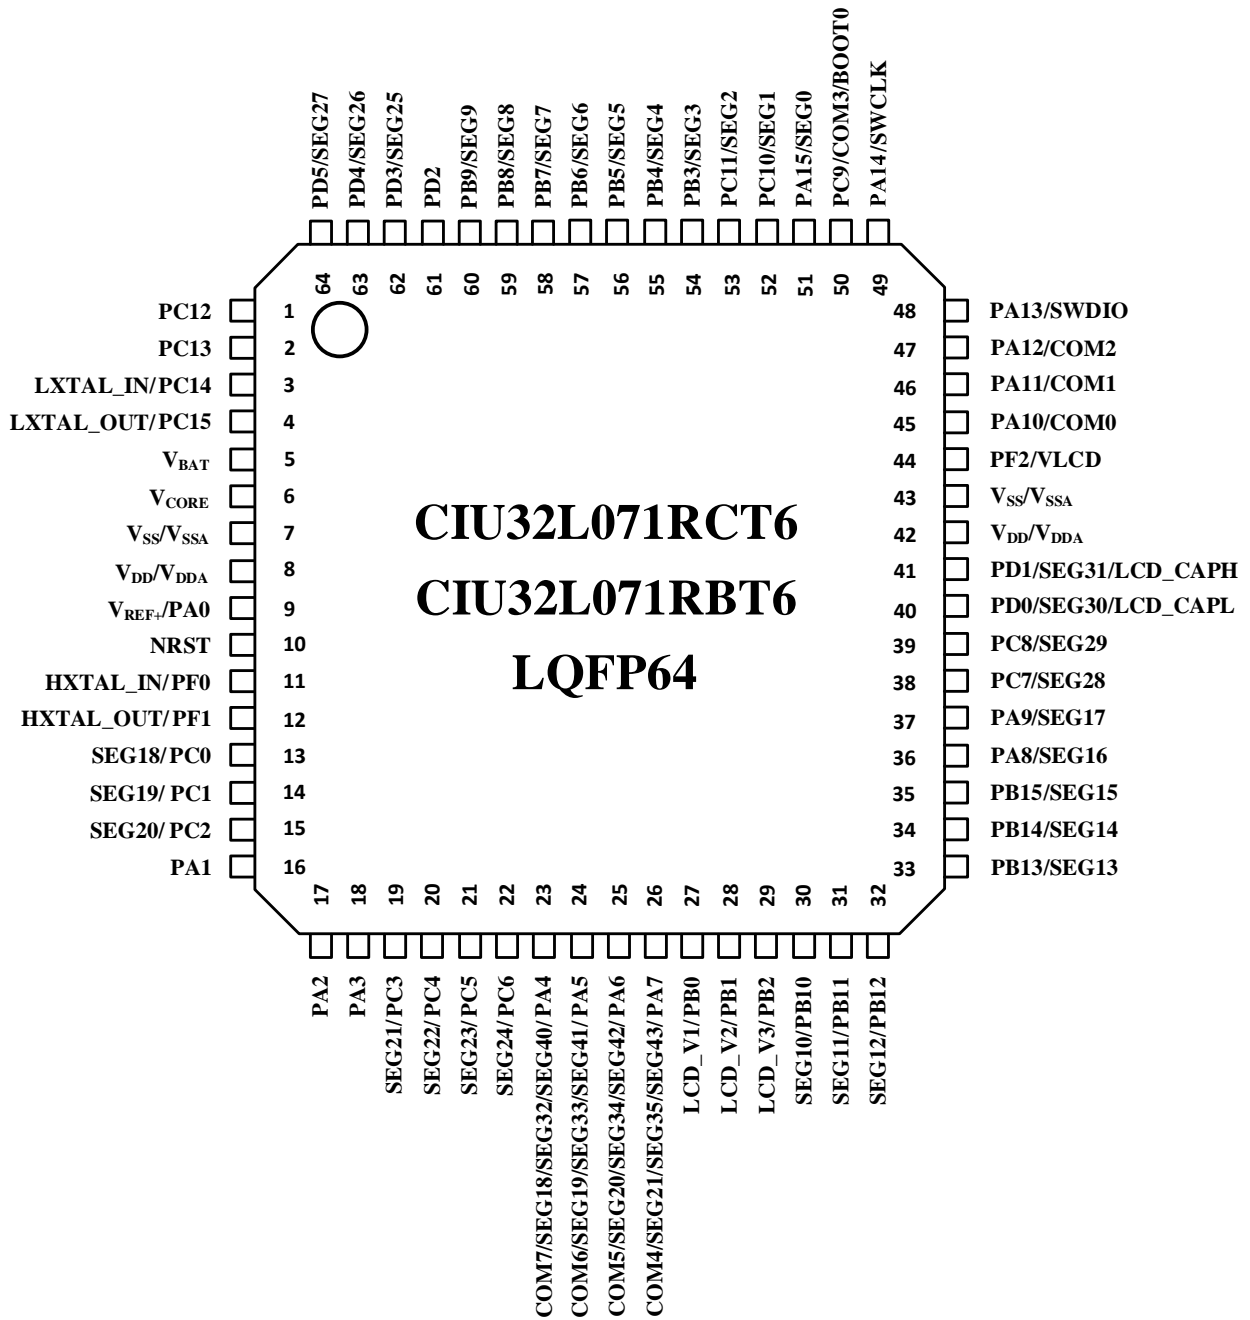 PD5/SEG27
PD4/SEG26
PD3/SEG25
PD2
PB9/SEG9
PB8/SEG8
PB7/SEG7
PB6/SEG6
PB5/SEG5
PB4/SEG4
PB3/SEG3
PC11/SEG2
PC10/SEG1
PA15/SEG0
PC9/COM3/BOOT0
PA14/SWCLK
64
63
62
61
60
59
58
57
56
55
54
53
52
51
50
49
PC12 1
PC13 2
LXTAL_IN/PC14 3
LXTAL_OUT/PC15 4
VBAT 5
VCORE 6
VSS/VSSA 7
VDD/VDDA 8
VREF+/PA0 9
NRST 10
HXTAL_IN/PF0 11
HXTAL_OUT/PF1 12
SEG18/PC0 13
SEG19/PC1 14
SEG20/PC2 15
PA1 16
CIU32L071RCT6
CIU32L071RBT6
LQFP64
48 PA13/SWDIO
47 PA12/COM2
46 PA11/COM1
45 PA10/COM0
44 PF2/VLCD
43 VSS/VSSA
42 VDD/VDDA
41 PD1/SEG31/LCD_CAPH
40 PD0/SEG30/LCD_CAPL
39 PC8/SEG29
38 PC7/SEG28
37 PA9/SEG17
36 PA8/SEG16
35 PB15/SEG15
34 PB14/SEG14
33 PB13/SEG13
17
18
19
20
21
22
23
24
25
26
27
28
29
30
31
32
PA2
PA3
SEG21/PC3
SEG22/PC4
SEG23/PC5
SEG24/PC6
COM7/SEG18/SEG32/SEG40/PA4
COM6/SEG19/SEG33/SEG41/PA5
COM5/SEG20/SEG34/SEG42/PA6
COM4/SEG21/SEG35/SEG43/PA7
LCD_V1/PB0
LCD_V2/PB1
LCD_V3/PB2
SEG10/PB10
SEG11/PB11
SEG12/PB12